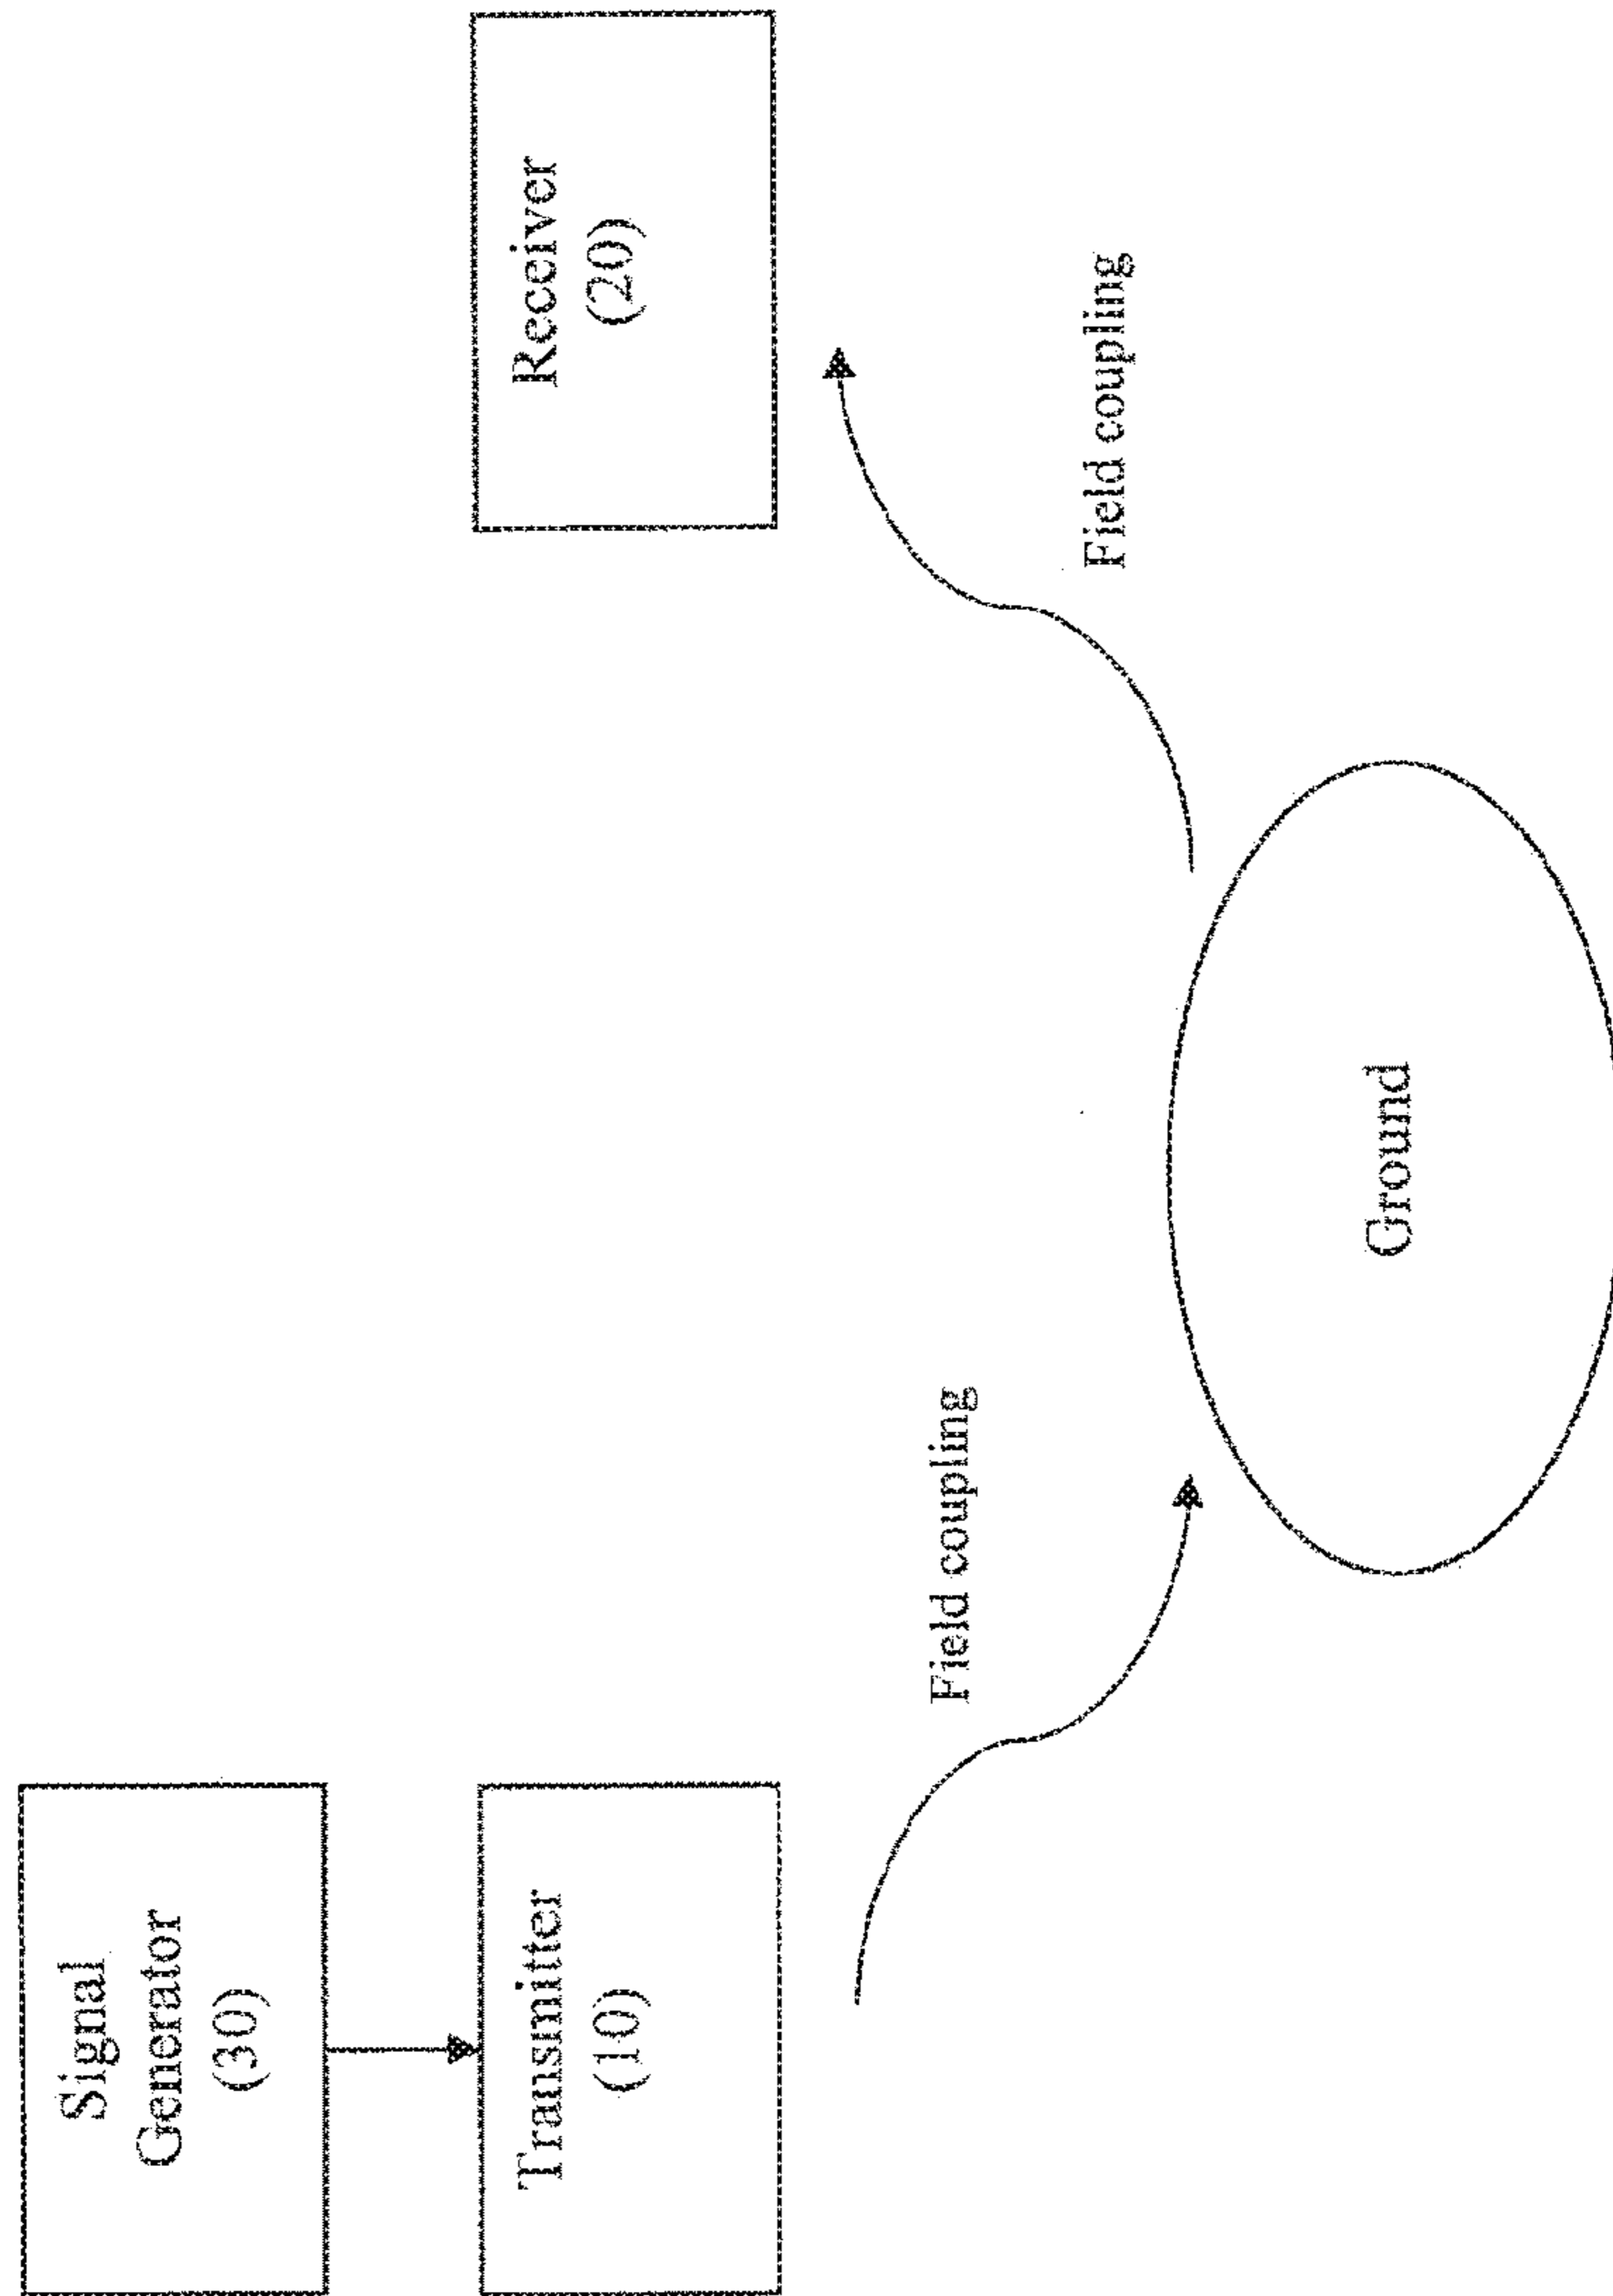 Signal
Generator
(30)
Transmitter
(10)
Receiver
(20)
Field coupling
Field coupling
Ground